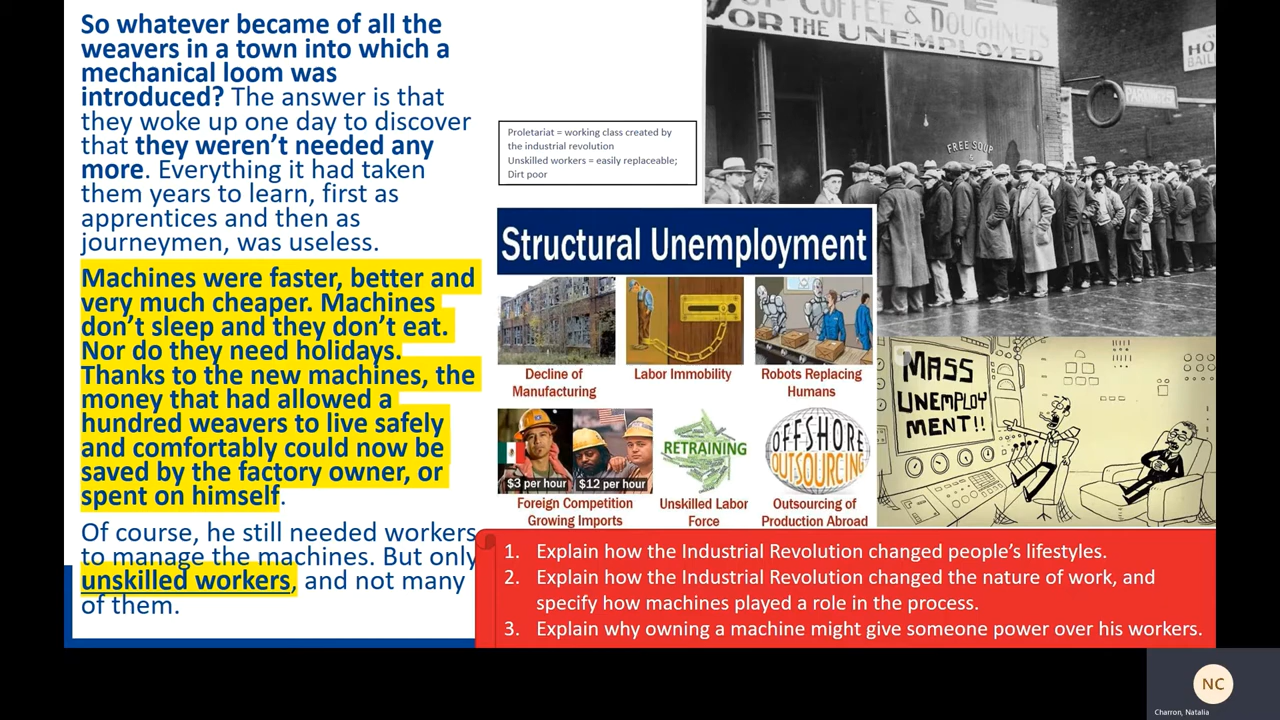 So whatever became of all the
weavers in a town into which a
mechanical loom was
introduced? The answer is that
they woke up one day to discover
that they weren’t needed any
more. Everything it had taken
them years to learn, first as
apprentices and then as
journeymen, was useless.
Machines were faster, better and
very much cheaper. Machines
don’t sleep and they don’t eat.
Nor do they need holidays.
Thanks to the new machines, the
money that had allowed a
hundred weavers to live safely
and comfortably could now be
saved by the factory owner, or
spent on himself.
Of course, he still needed workers
to manage the machines. But only
unskilled workers, and not many
of them.
Proletariat = working class created by
the industrial revolution
Unskilled workers = easily replaceable;
Dirt poor
COFFEE & DOUGHNUTS
OR THE UNEMPLOYED
FREE SOUP
Structural Unemployment
Decline of
Manufacturing
Labor Immobility
Robots Replacing
Humans
$3 per hour
$12 per hour
Foreign Competition
Growing Imports
RETRAINING
Unskilled Labor
Force
OFFSHORE
OUTSOURCING
Outsourcing of
Production Abroad
MASS
UNEMPLOY
MENT!!
1. Explain how the Industrial Revolution changed people’s lifestyles.
2. Explain how the Industrial Revolution changed the nature of work, and
specify how machines played a role in the process.
3. Explain why owning a machine might give someone power over his workers.
NC
Charron, Natalia